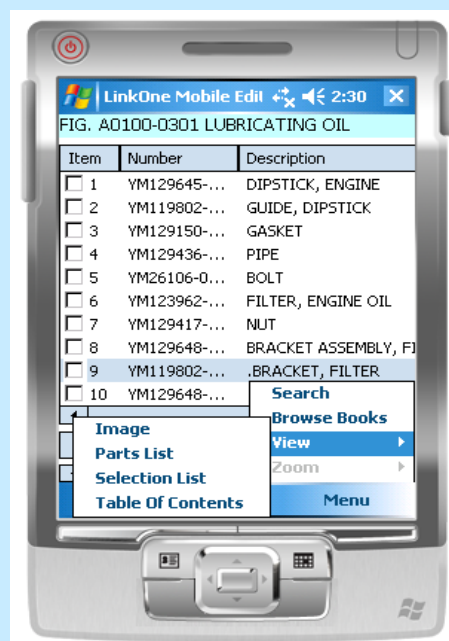 LinkOne Mobile Edit 2:30
FIG. A0100-0301 LUBRICATING OIL
Item Number Description
1 YM129645-... DIPSTICK, ENGINE
2 YM119802-... GUIDE, DIPSTICK
3 YM129150-... GASKET
4 YM129436-... PIPE
5 YM26106-0... BOLT
6 YM123962-... FILTER, ENGINE OIL
7 YM129417-... NUT
8 YM129648-... BRACKET ASSEMBLY, FI
9 YM119802-... .BRACKET, FILTER
10 YM129648-...
Search
Browse Books
View
Zoom
Image
Parts List
Selection List
Table Of Contents
Menu